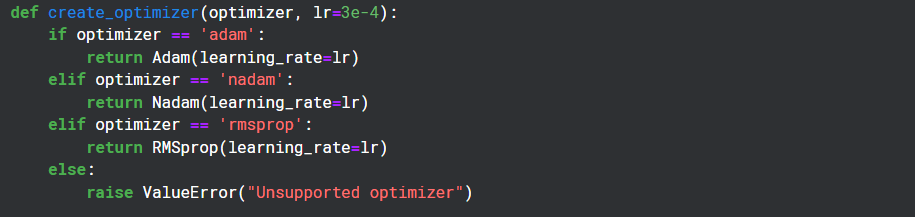 def create_optimizer(optimizer, lr=3e-4):
    if optimizer == 'adam':
        return Adam(learning_rate=lr)
    elif optimizer == 'nadam':
        return Nadam(learning_rate=lr)
    elif optimizer == 'rmsprop':
        return RMSprop(learning_rate=lr)
    else:
        raise ValueError("Unsupported optimizer")